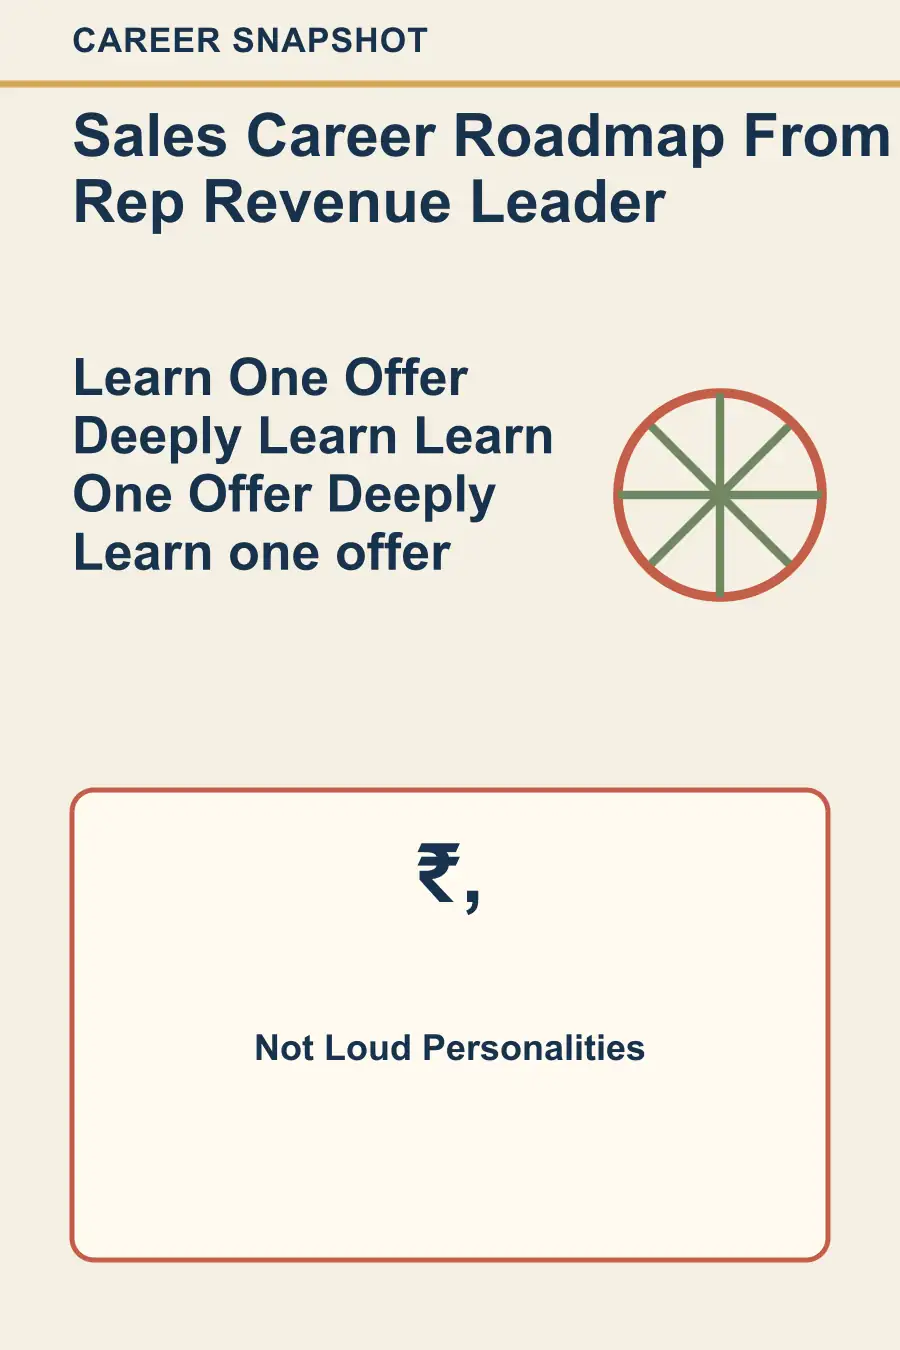 CAREER SNAPSHOT
Sales Career Roadmap From
Rep Revenue Leader
Learn One Offer
Deeply Learn Learn
One Offer Deeply
Learn one offer
₹,
Not Loud Personalities